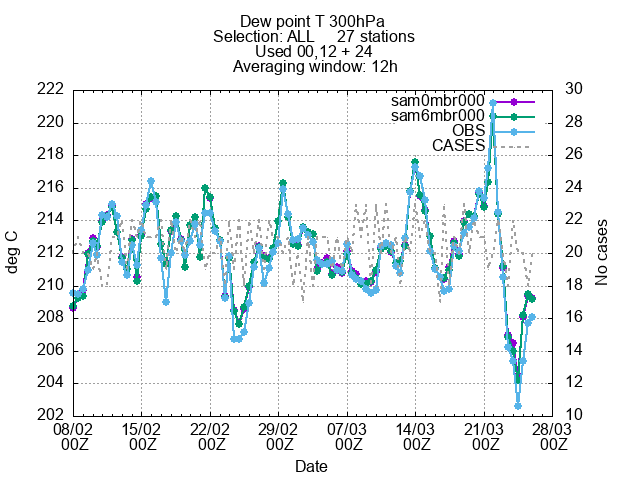 Dew point T 300hPa
Selection: ALL 27 stations
Used 00,12 + 24
Averaging window: 12h
222 30
sam0mbr000
220 28
sam6mbr000
OBS
218 26
CASES
216 24
214 22
212 20
210 18
208 16
206 14
204 12
202 10
deg C
No cases
08/02 15/02 22/02 29/02 07/03 14/03 21/03 28/03
00Z 00Z 00Z 00Z 00Z 00Z 00Z 00Z
Date